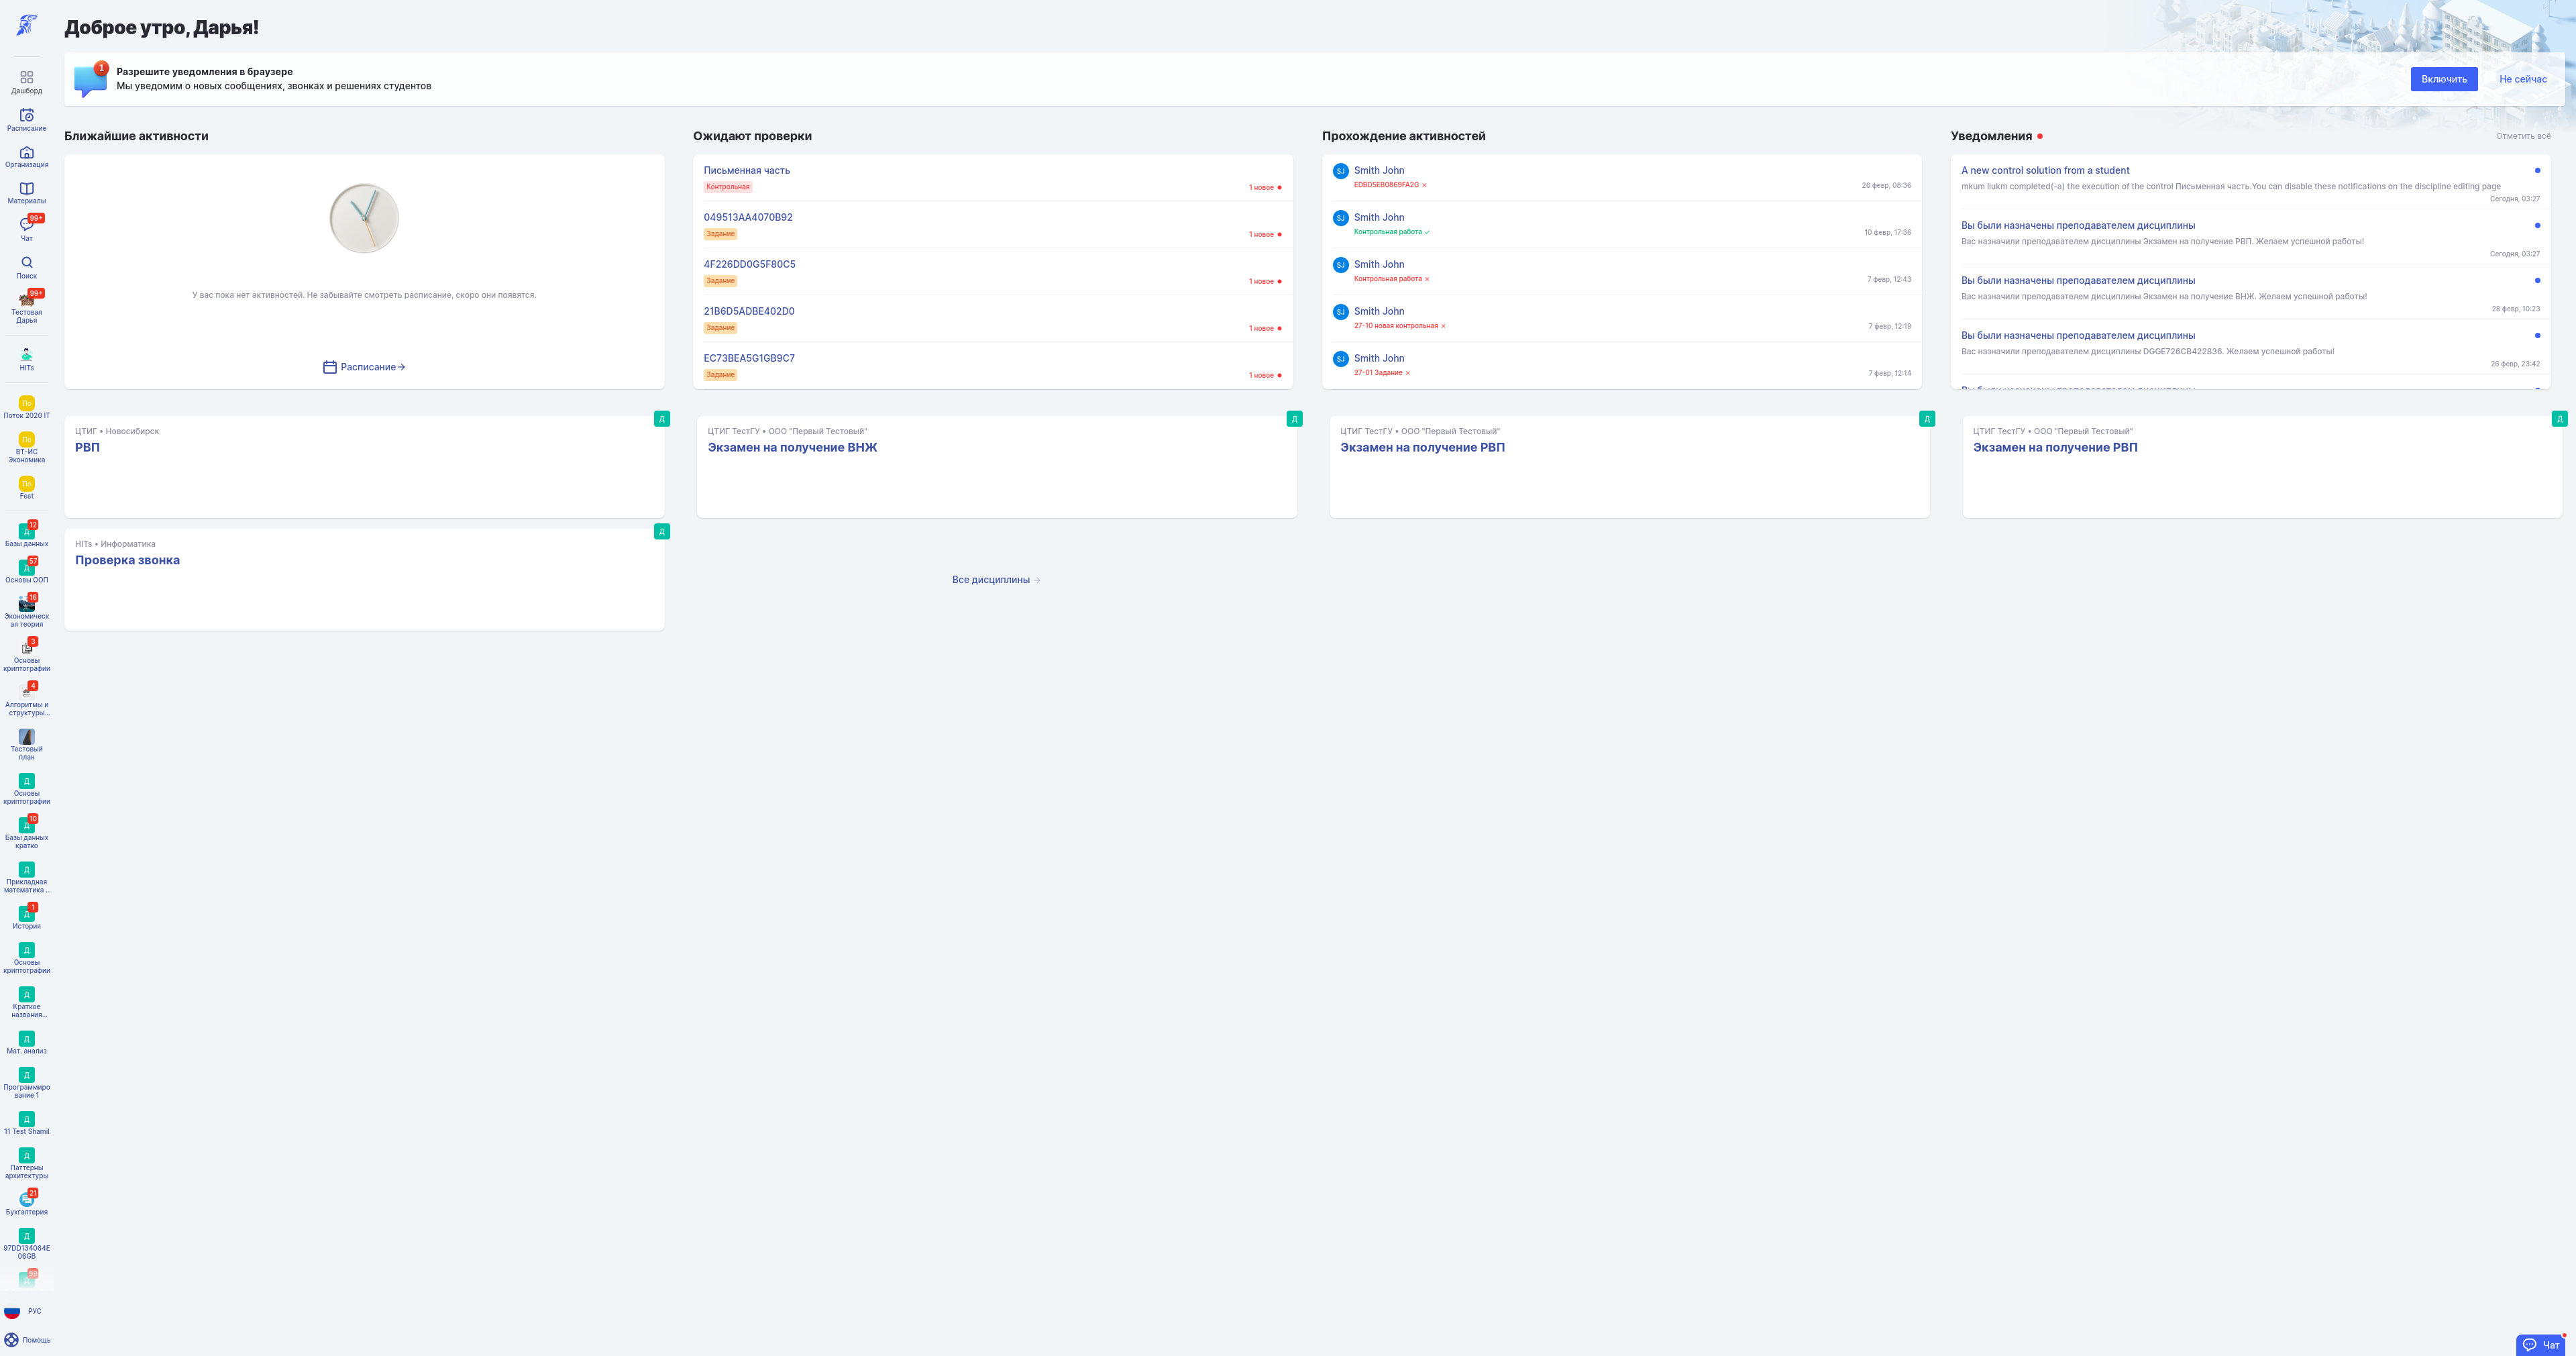 Доброе утро, Дарья!
1
Разрешите уведомления в браузере
Мы уведомим о новых сообщениях, звонках и решениях студентов
Включить
Не сейчас
Дашборд
Расписание
Организация
Материалы
99+
Чат
Поиск
99+
Тестовая
Дарья
HITs
По
Поток 2020 IT
По
ВТ-ИС
Экономика
По
Fest
12
Д
Базы данных
57
Д
Основы ООП
16
Экономическ
ая теория
3
Основы
криптографии
4
Алгоритмы и
структуры...
Тестовый
план
Д
Основы
криптографии
10
Д
Базы данных
кратко
Д
Прикладная
математика ...
1
Д
История
Д
Основы
криптографии
Д
Краткое
названия...
Д
Мат. анализ
Д
Программиро
вание 1
Д
11 Test Shamil
Д
Паттерны
архитектуры
21
Бухгалтерия
Д
97DD134064E
06GB
99
Д
РУС
Помощь
Ближайшие активности
У вас пока нет активностей. Не забывайте смотреть расписание, скоро они появятся.
Расписание
Ожидают проверки
Письменная часть
Контрольная
1 новое
049513AA4070B92
Задание
1 новое
4F226DD0G5F80C5
Задание
1 новое
21B6D5ADBE402D0
Задание
1 новое
EC73BEA5G1GB9C7
Задание
1 новое
Прохождение активностей
SJ
Smith John
EDBD5EB0869FA2G
26 февр, 08:36
SJ
Smith John
Контрольная работа
10 февр, 17:36
SJ
Smith John
Контрольная работа
7 февр, 12:43
SJ
Smith John
27-10 новая контрольная
7 февр, 12:19
SJ
Smith John
27-01 Задание
7 февр, 12:14
Уведомления
Отметить всё
A new control solution from a student
mkum liukm completed(-a) the execution of the control Письменная часть.You can disable these notifications on the discipline editing page
Сегодня, 03:27
Вы были назначены преподавателем дисциплины
Вас назначили преподавателем дисциплины Экзамен на получение РВП. Желаем успешной работы!
Сегодня, 03:27
Вы были назначены преподавателем дисциплины
Вас назначили преподавателем дисциплины Экзамен на получение ВНЖ. Желаем успешной работы!
28 февр, 10:23
Вы были назначены преподавателем дисциплины
Вас назначили преподавателем дисциплины DGGE726CB422836. Желаем успешной работы!
26 февр, 23:42
Вы были назначены преподавателем дисциплины
Д
ЦТИГ • Новосибирск
РВП
Д
ЦТИГ ТестГУ • ООО "Первый Тестовый"
Экзамен на получение ВНЖ
Д
ЦТИГ ТестГУ • ООО "Первый Тестовый"
Экзамен на получение РВП
Д
ЦТИГ ТестГУ • ООО "Первый Тестовый"
Экзамен на получение РВП
Д
HITs • Информатика
Проверка звонка
Все дисциплины
Чат